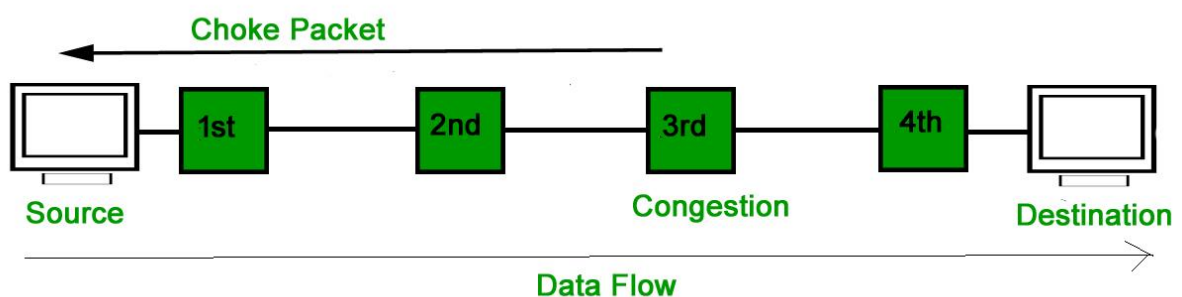 Choke Packet
1st
2nd
3rd
4th
Source
Congestion
Destination
Data Flow